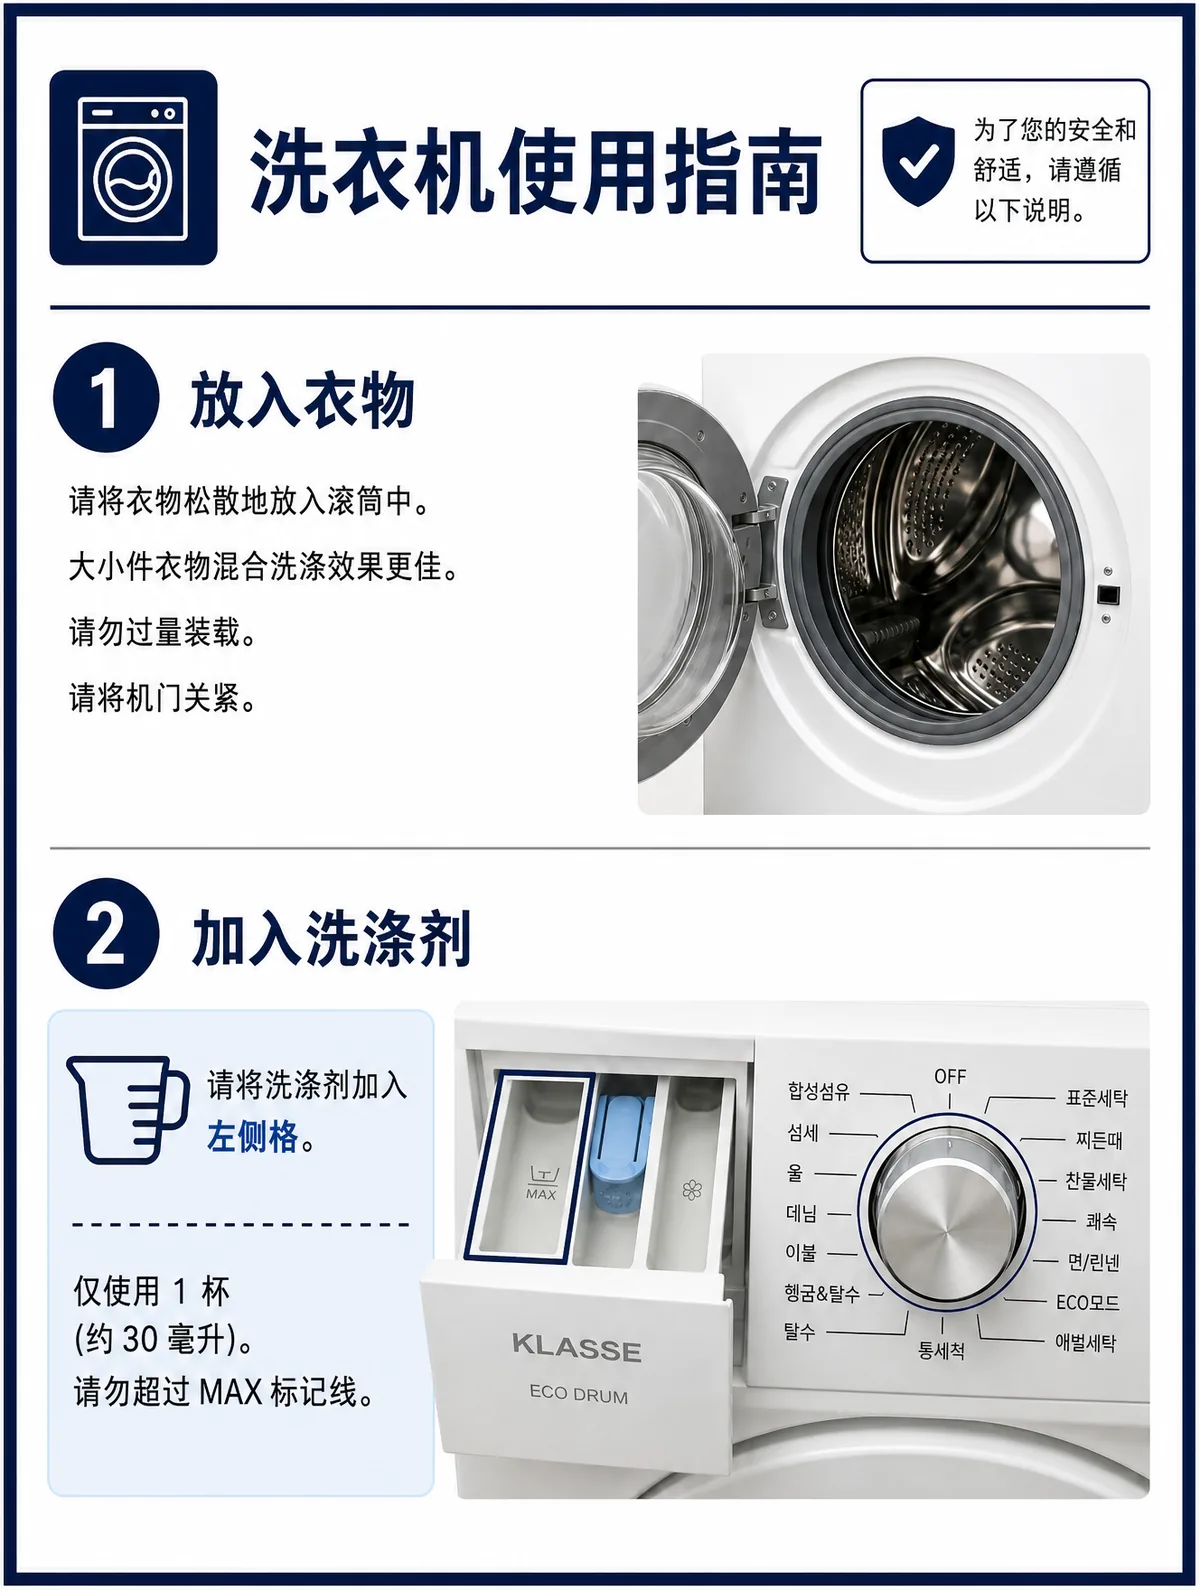 洗衣机使用指南
为了您的安全和
舒适，请遵循
以下说明。
1 放入衣物
请将衣物松散地放入滚筒中。
大小件衣物混合洗涤效果更佳。
请勿过量装载。
请将机门关紧。
2 加入洗涤剂
请将洗涤剂加入
左侧格。
仅使用 1 杯
(约 30 毫升)。
请勿超过 MAX 标记线。
MAX
KLASSE
ECO DRUM
OFF
합성섬유
섬세
울
데님
이불
헹굼&탈수
탈수
통세척
표준세탁
찌든때
찬물세탁
쾌속
면/린넨
ECO모드
애벌세탁